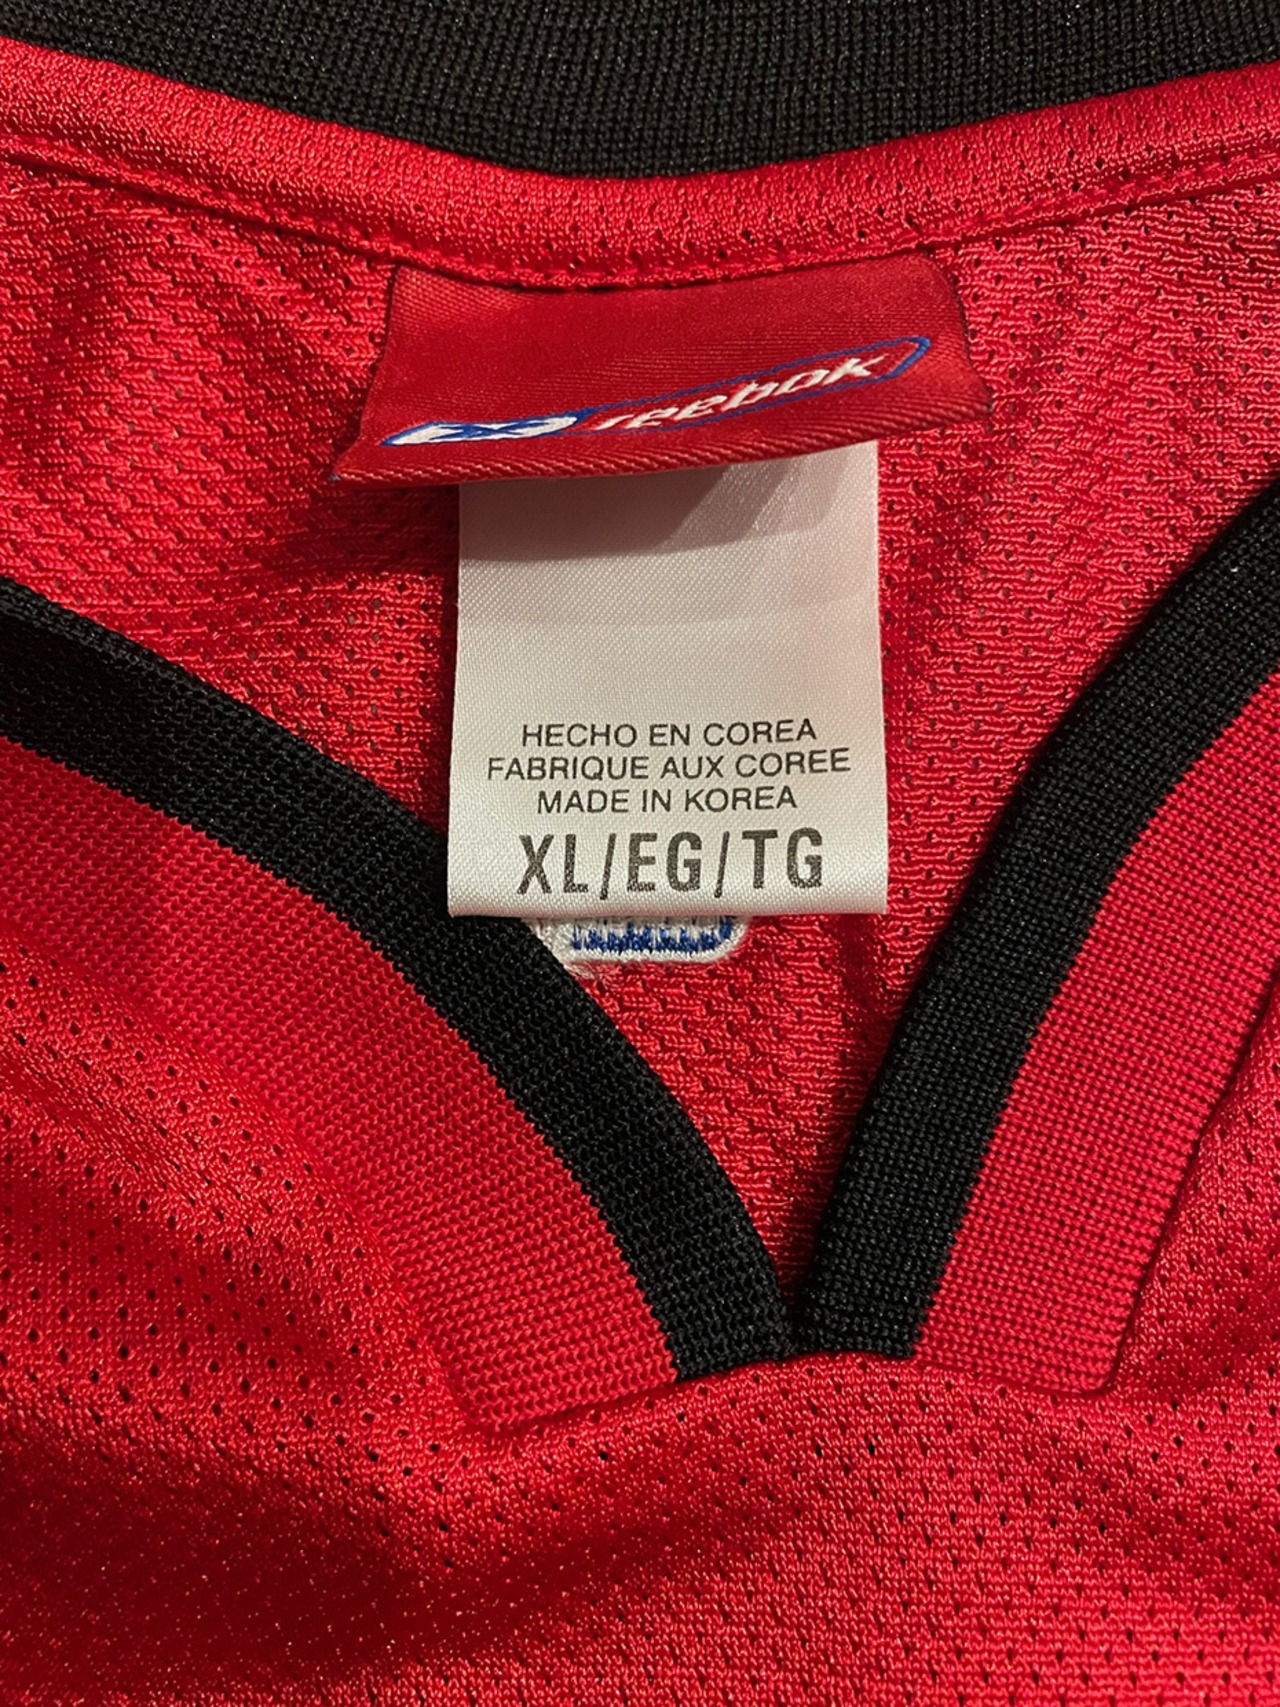 reebok
HECHO EN COREA
FABRIQUE AUX COREE
MADE IN KOREA
XL/EG/TG